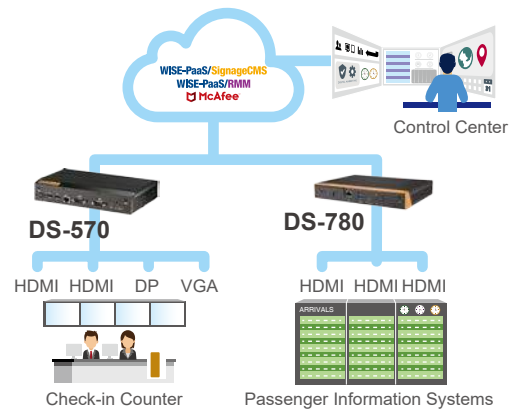 WISE-PaaS/SignageCMS
WISE-PaaS/RMM
McAfee
Control Center
DS-570
DS-780
HDMI HDMI DP VGA
HDMI HDMI HDMI
ARRIVALS
Check-in Counter
Passenger Information Systems